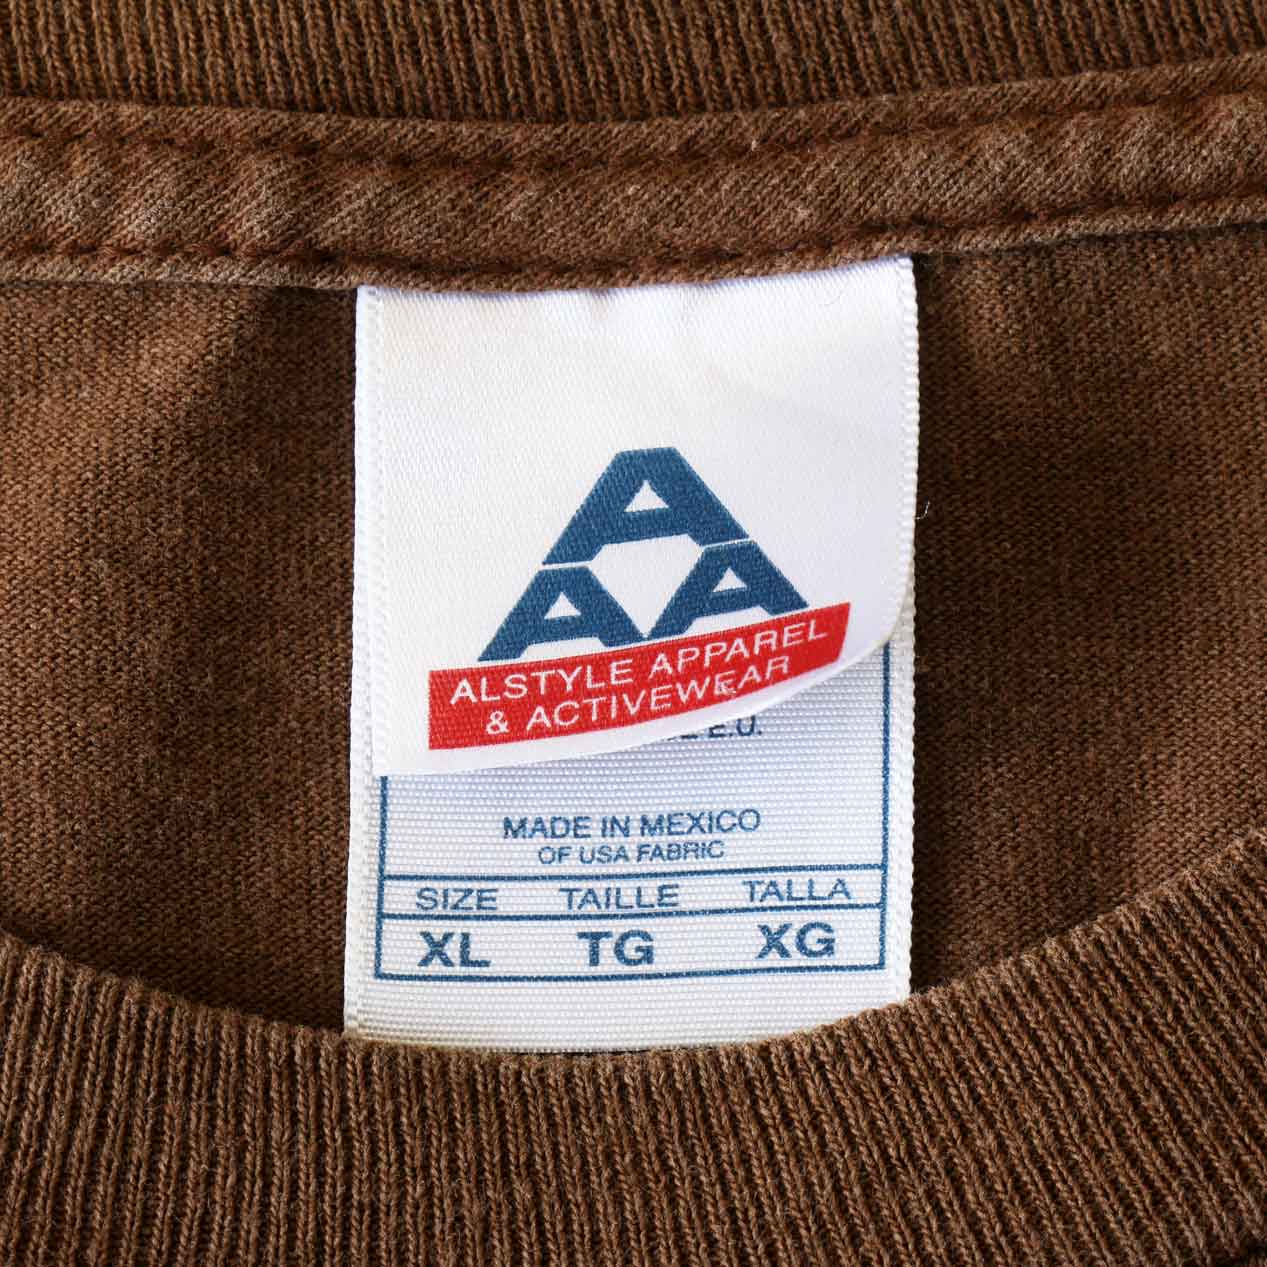 A
A A
ALSTYLE APPAREL
& ACTIVEWEAR
E.U.
MADE IN MEXICO
OF USA FABRIC
SIZE TAILLE TALLA
XL TG XG